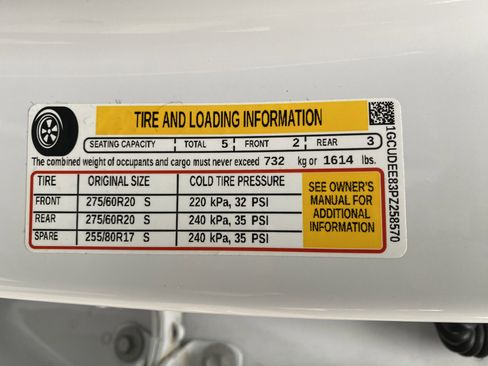 TIRE AND LOADING INFORMATION
SEATING CAPACITY TOTAL 5 FRONT 2 REAR 3
The combined weight of occupants and cargo must never exceed 732 kg or 1614 lbs.
TIRE ORIGINAL SIZE COLD TIRE PRESSURE
FRONT 275/60R20 S 220 kPa, 32 PSI
REAR 275/60R20 S 240 kPa, 35 PSI
SPARE 255/80R17 S 240 kPa, 35 PSI
SEE OWNER'S
MANUAL FOR
ADDITIONAL
INFORMATION
1GCUDEE83PZ258570